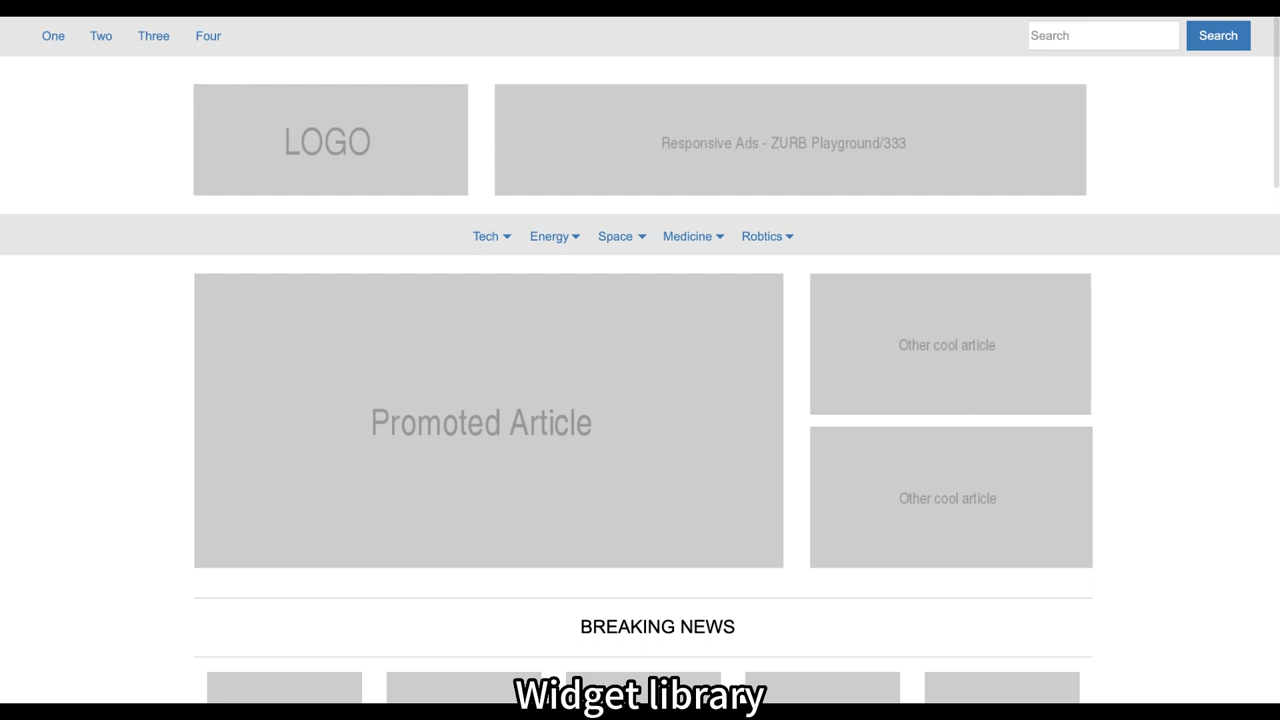 One Two Three Four Search Search
LOGO
Responsive Ads - ZURB Playground/333
Tech Energy Space Medicine Robtics
Promoted Article
Other cool article
Other cool article
BREAKING NEWS
Widget library